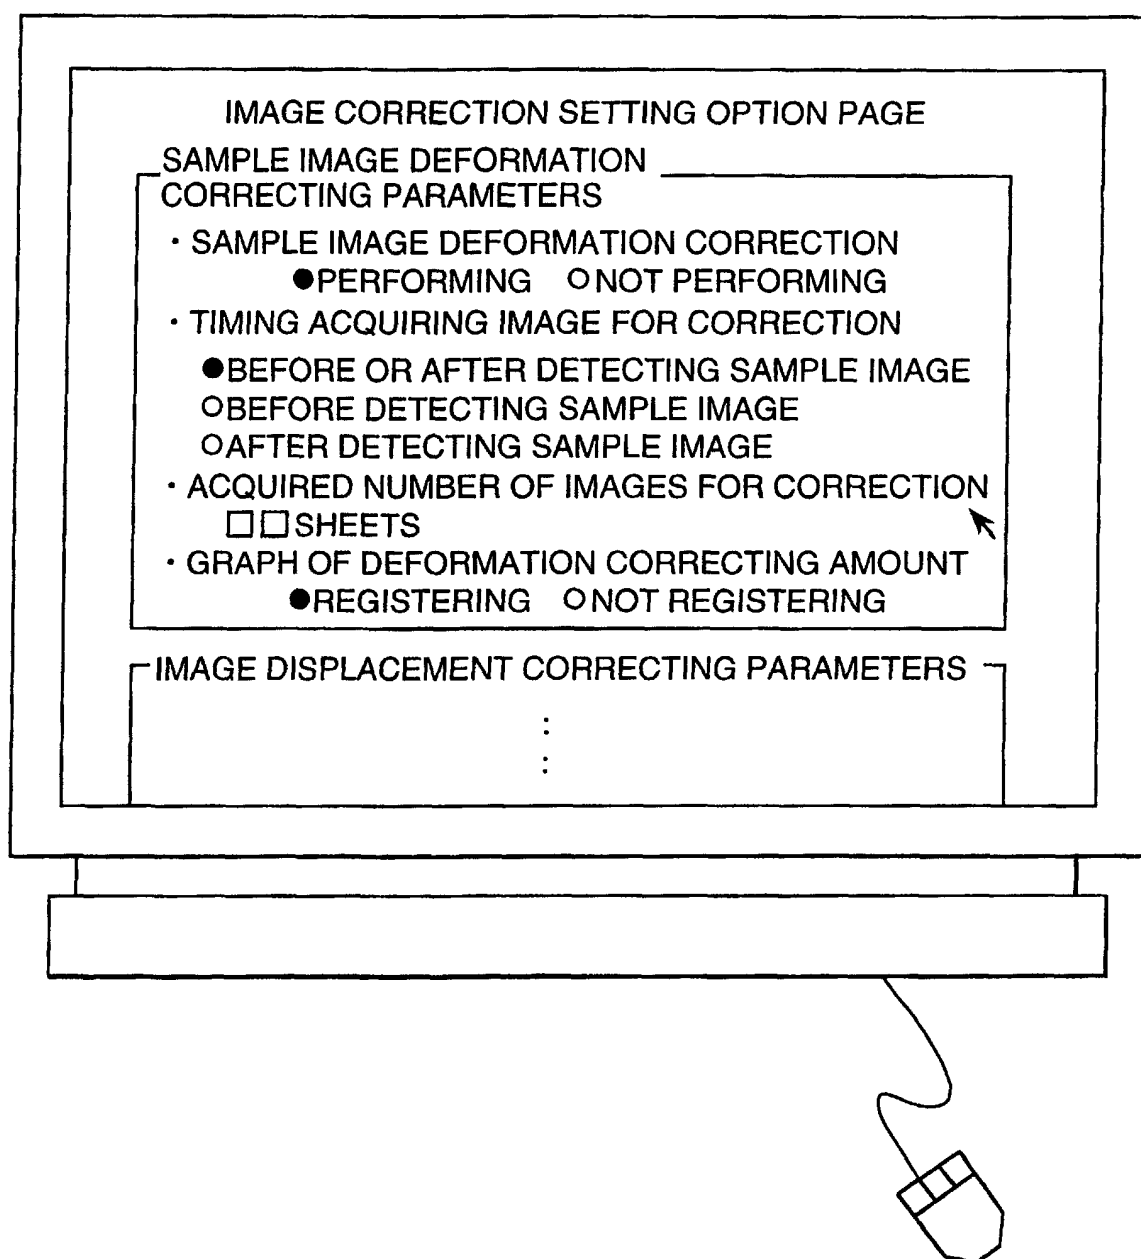 IMAGE CORRECTION SETTING OPTION PAGE
SAMPLE IMAGE DEFORMATION
CORRECTING PARAMETERS
· SAMPLE IMAGE DEFORMATION CORRECTION
●PERFORMING ○NOT PERFORMING
· TIMING ACQUIRING IMAGE FOR CORRECTION
●BEFORE OR AFTER DETECTING SAMPLE IMAGE
○BEFORE DETECTING SAMPLE IMAGE
○AFTER DETECTING SAMPLE IMAGE
· ACQUIRED NUMBER OF IMAGES FOR CORRECTION
□□SHEETS
· GRAPH OF DEFORMATION CORRECTING AMOUNT
●REGISTERING ○NOT REGISTERING
IMAGE DISPLACEMENT CORRECTING PARAMETERS